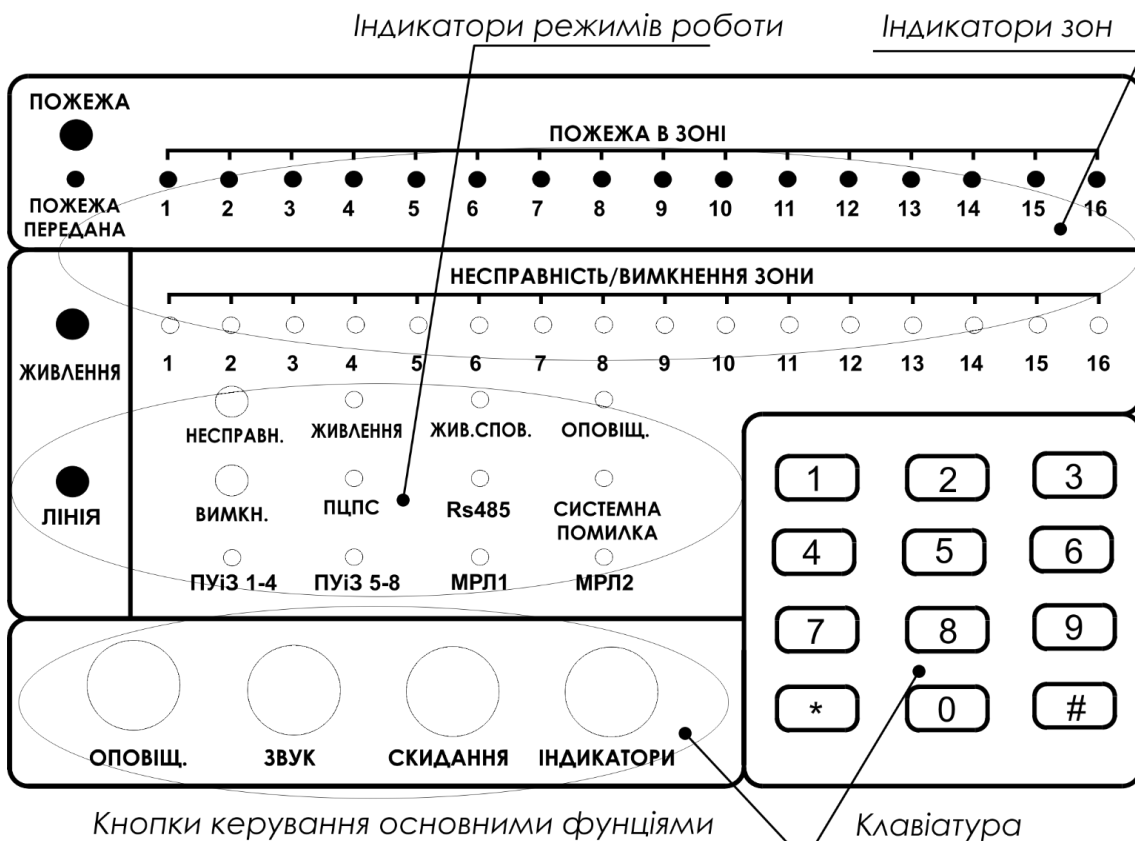 Індикатори режимів роботи
Індикатори зон
ПОЖЕЖА
ПОЖЕЖА В ЗОНІ
ПОЖЕЖА
ПЕРЕДАНА
1 2 3 4 5 6 7 8 9 10 11 12 13 14 15 16
НЕСПРАВНІСТЬ/ВИМКНЕННЯ ЗОНИ
ЖИВЛЕННЯ
1 2 3 4 5 6 7 8 9 10 11 12 13 14 15 16
НЕСПРАВН. ЖИВЛЕННЯ ЖИВ.СПОВ. ОПОВІЩ.
ЛІНІЯ
ВИМКН. ПЦПС Rs485 СИСТЕМНА
ПОМИЛКА
ПУіЗ 1-4 ПУіЗ 5-8 МРЛ1 МРЛ2
1 2 3
4 5 6
7 8 9
* 0 #
ОПОВІЩ. ЗВУК СКИДАННЯ ІНДИКАТОРИ
Кнопки керування основними фунціями
Клавіатура